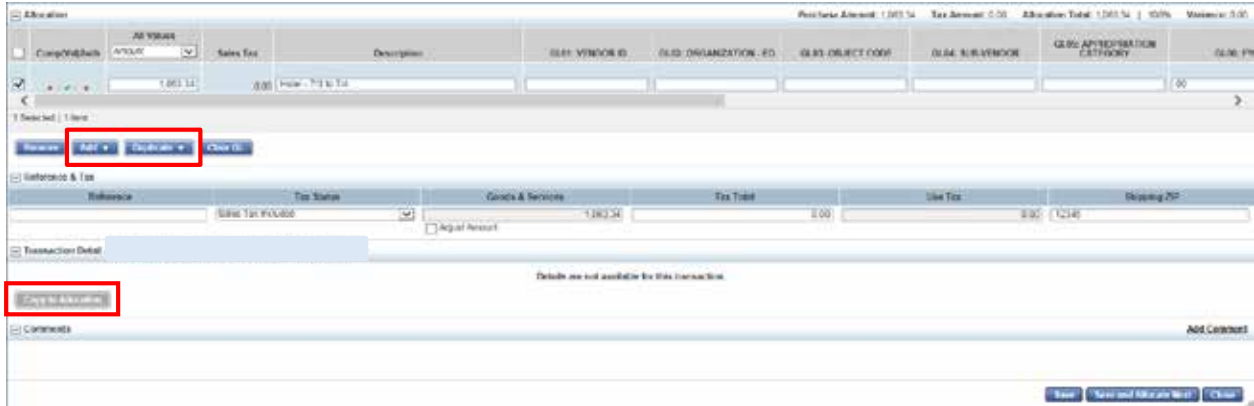 Allocation Purchase Amount: 1,063.34 Tax Amount: 0.00 Allocation Total: 1,063.34 | 100% Variance: 0.00
All Values
Comp|Val|Auth Amount Sales Tax Description GL01: VENDOR ID GL02: ORGANIZATION - ED GL03: OBJECT CODE GL04: SUB-VENDOR GL05: APPROPRIATION CATEGORY GL06:
1,063.34 0.00 Hotel - 7/3 to 00
1 Selected | 1 Item
Remove Add Duplicate Clear GL
Reference & Tax
Reference Tax Status Goods & Services Tax Total Use Tax Shipping ZIP
Sales Tax Included 1,063.34 0.00 0.00 12345
Adjust Amount
Transaction Detail
Details are not available for this transaction.
Copy to Allocation
Comments Add Comment
Save Save and Allocate Next Close